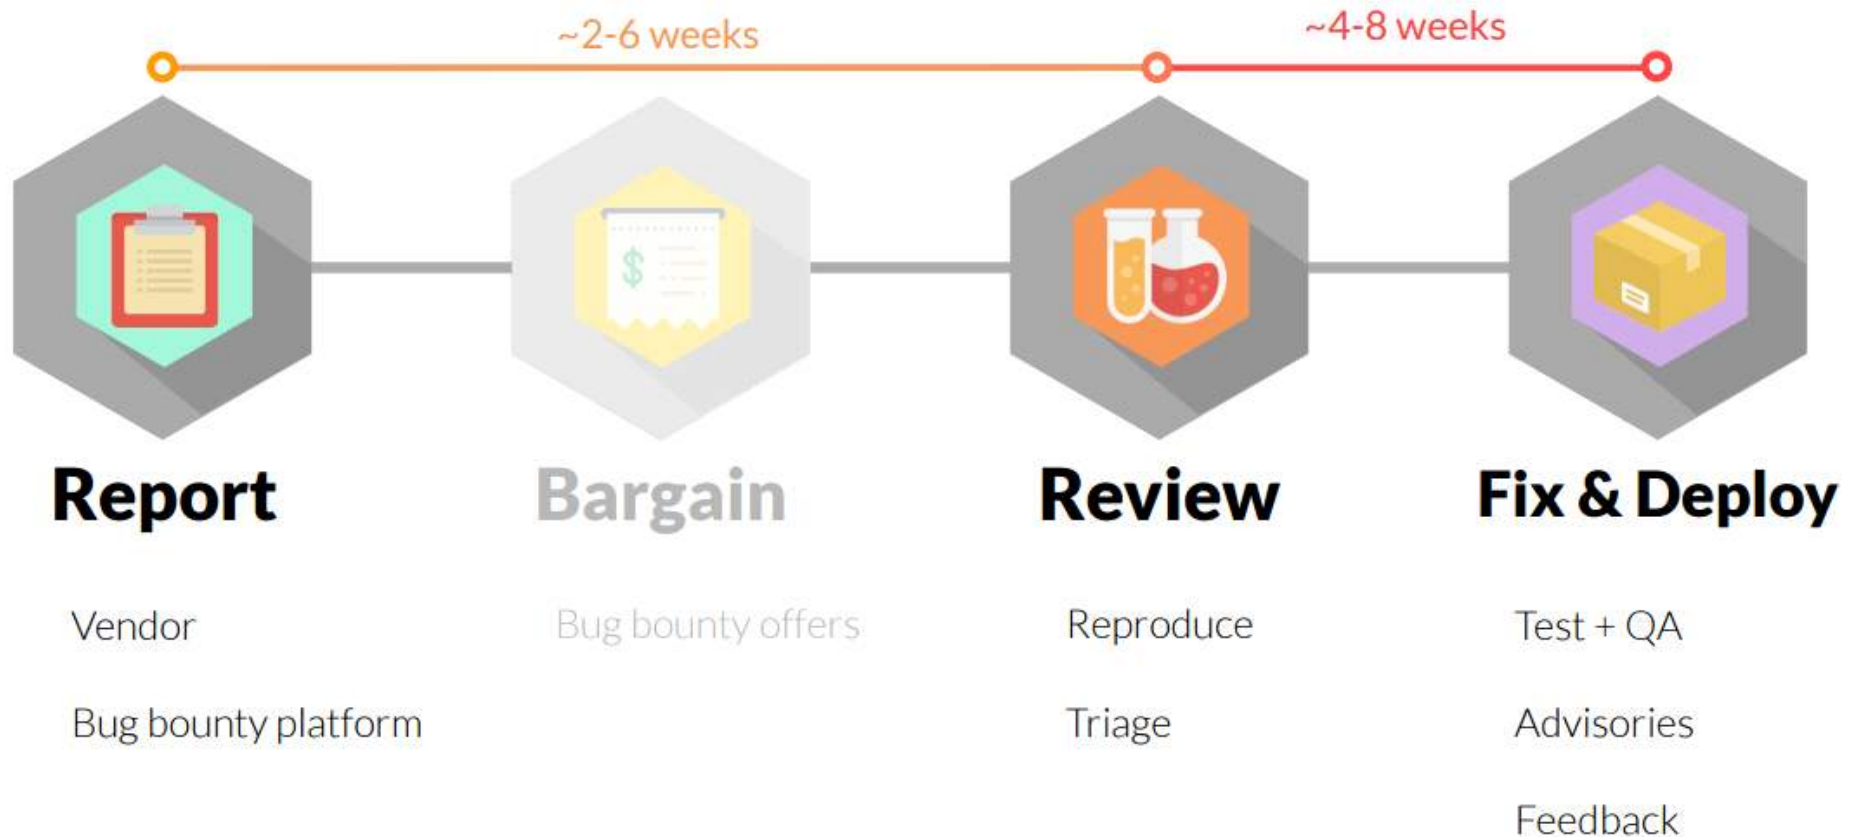 ~2-6 weeks
~4-8 weeks
$
Report
Bargain
Review
Fix & Deploy
Vendor
Bug bounty offers
Reproduce
Test + QA
Bug bounty platform
Triage
Advisories
Feedback